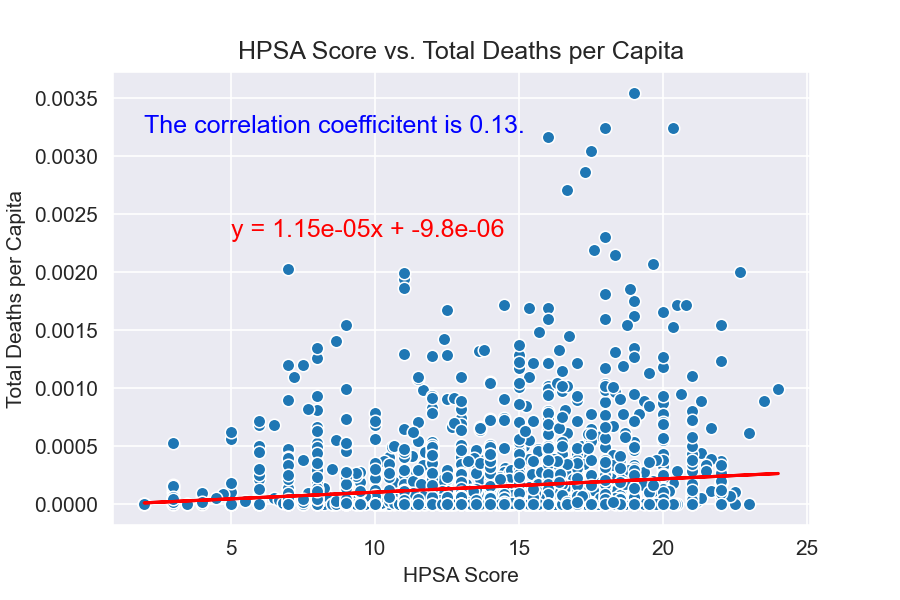 HPSA Score vs. Total Deaths per Capita
The correlation coefficitent is 0.13.
y = 1.15e-05x + -9.8e-06
Total Deaths per Capita
0.0035
0.0030
0.0025
0.0020
0.0015
0.0010
0.0005
0.0000
5
10
15
20
25
HPSA Score